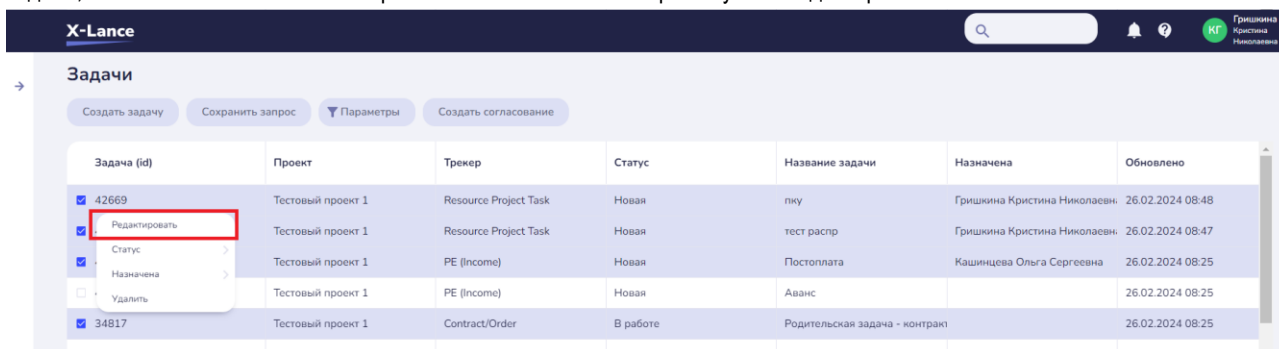 X-Lance
КГ
Гришкина
Кристина
Николаевна
Задачи
Создать задачу Сохранить запрос Параметры Создать согласование
Задача (id) Проект Трекер Статус Название задачи Назначена Обновлено
42669 Тестовый проект 1 Resource Project Task Новая пку Гришкина Кристина Николаевн 26.02.2024 08:48
Редактировать
Тестовый проект 1 Resource Project Task Новая тест распр Гришкина Кристина Николаевн 26.02.2024 08:47
Статус
Тестовый проект 1 PE (Income) Новая Постоплата Кашинцева Ольга Сергеевна 26.02.2024 08:25
Назначена
Тестовый проект 1 PE (Income) Новая Аванс 26.02.2024 08:25
Удалить
34817 Тестовый проект 1 Contract/Order В работе Родительская задача - контракт 26.02.2024 08:25